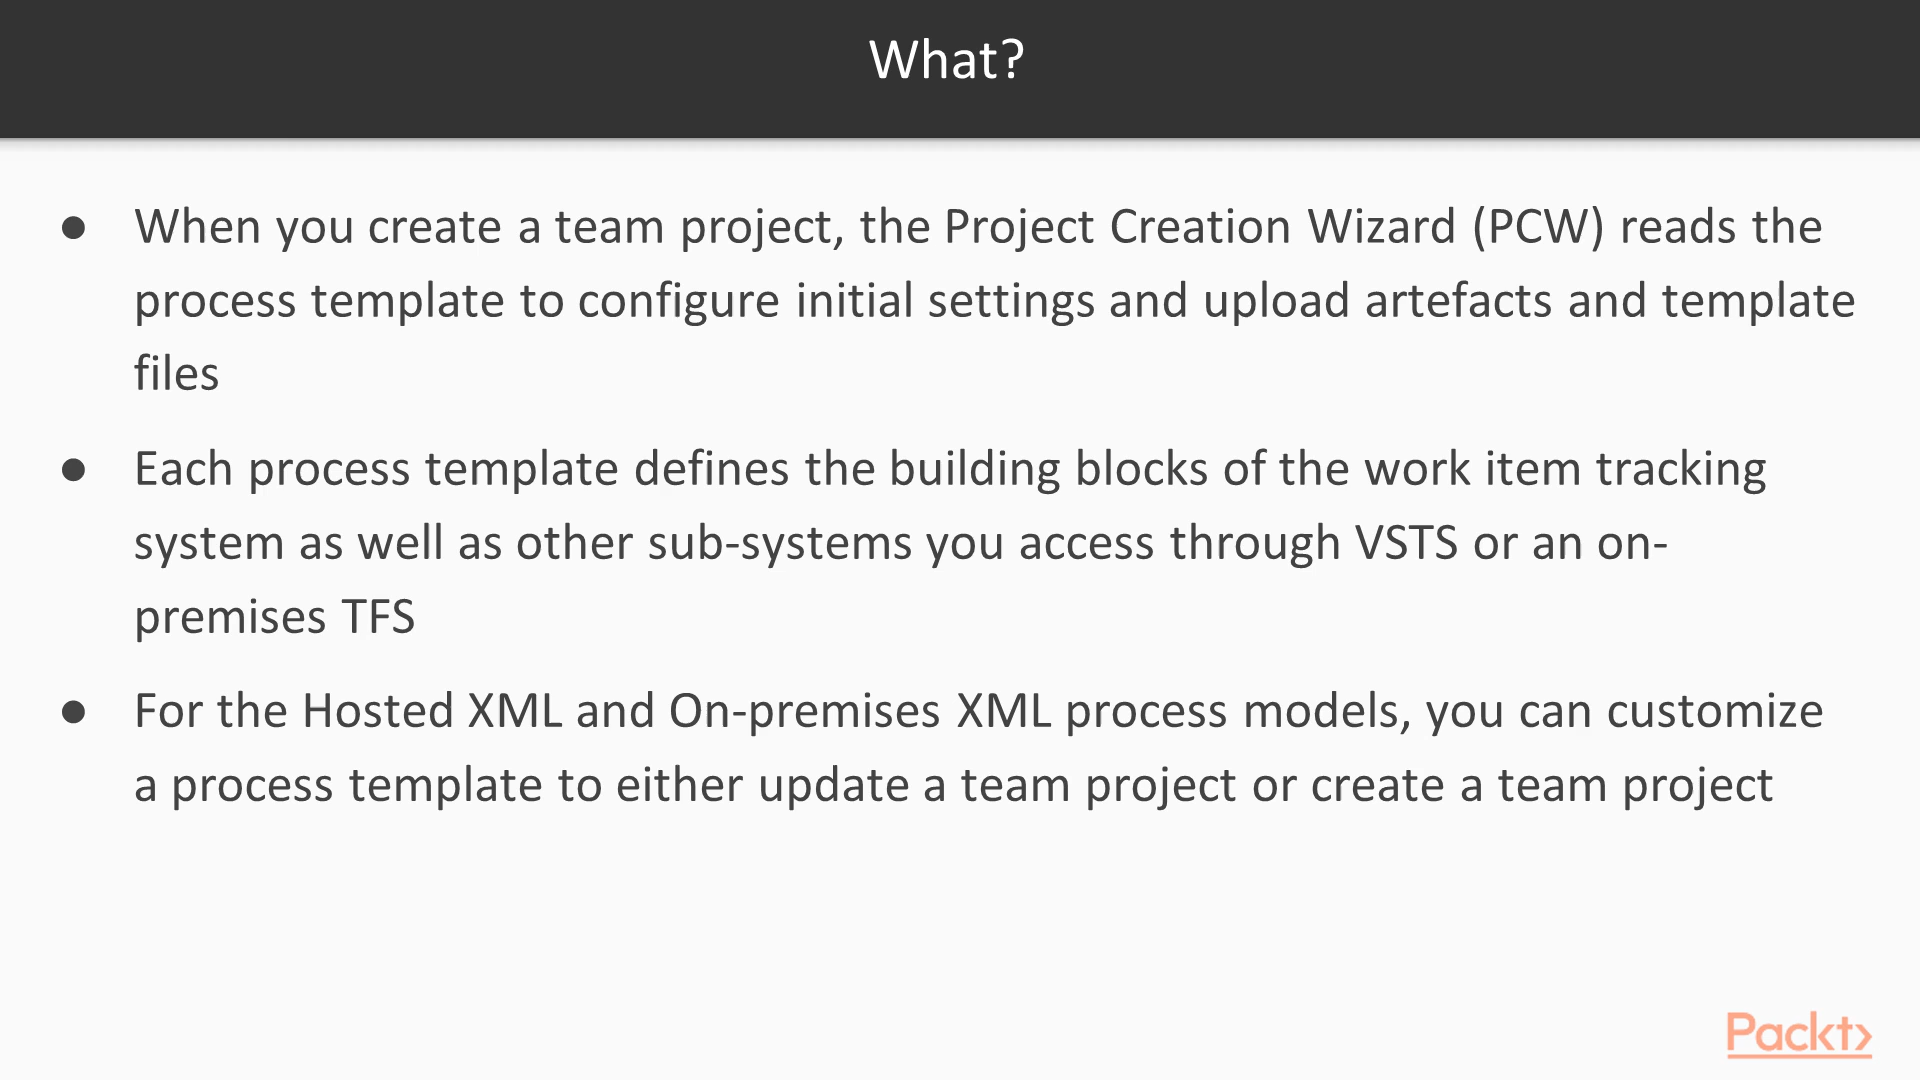 What?
● When you create a team project, the Project Creation Wizard (PCW) reads the
process template to configure initial settings and upload artefacts and template
files
● Each process template defines the building blocks of the work item tracking
system as well as other sub-systems you access through VSTS or an on-
premises TFS
● For the Hosted XML and On-premises XML process models, you can customize
a process template to either update a team project or create a team project
Packt>